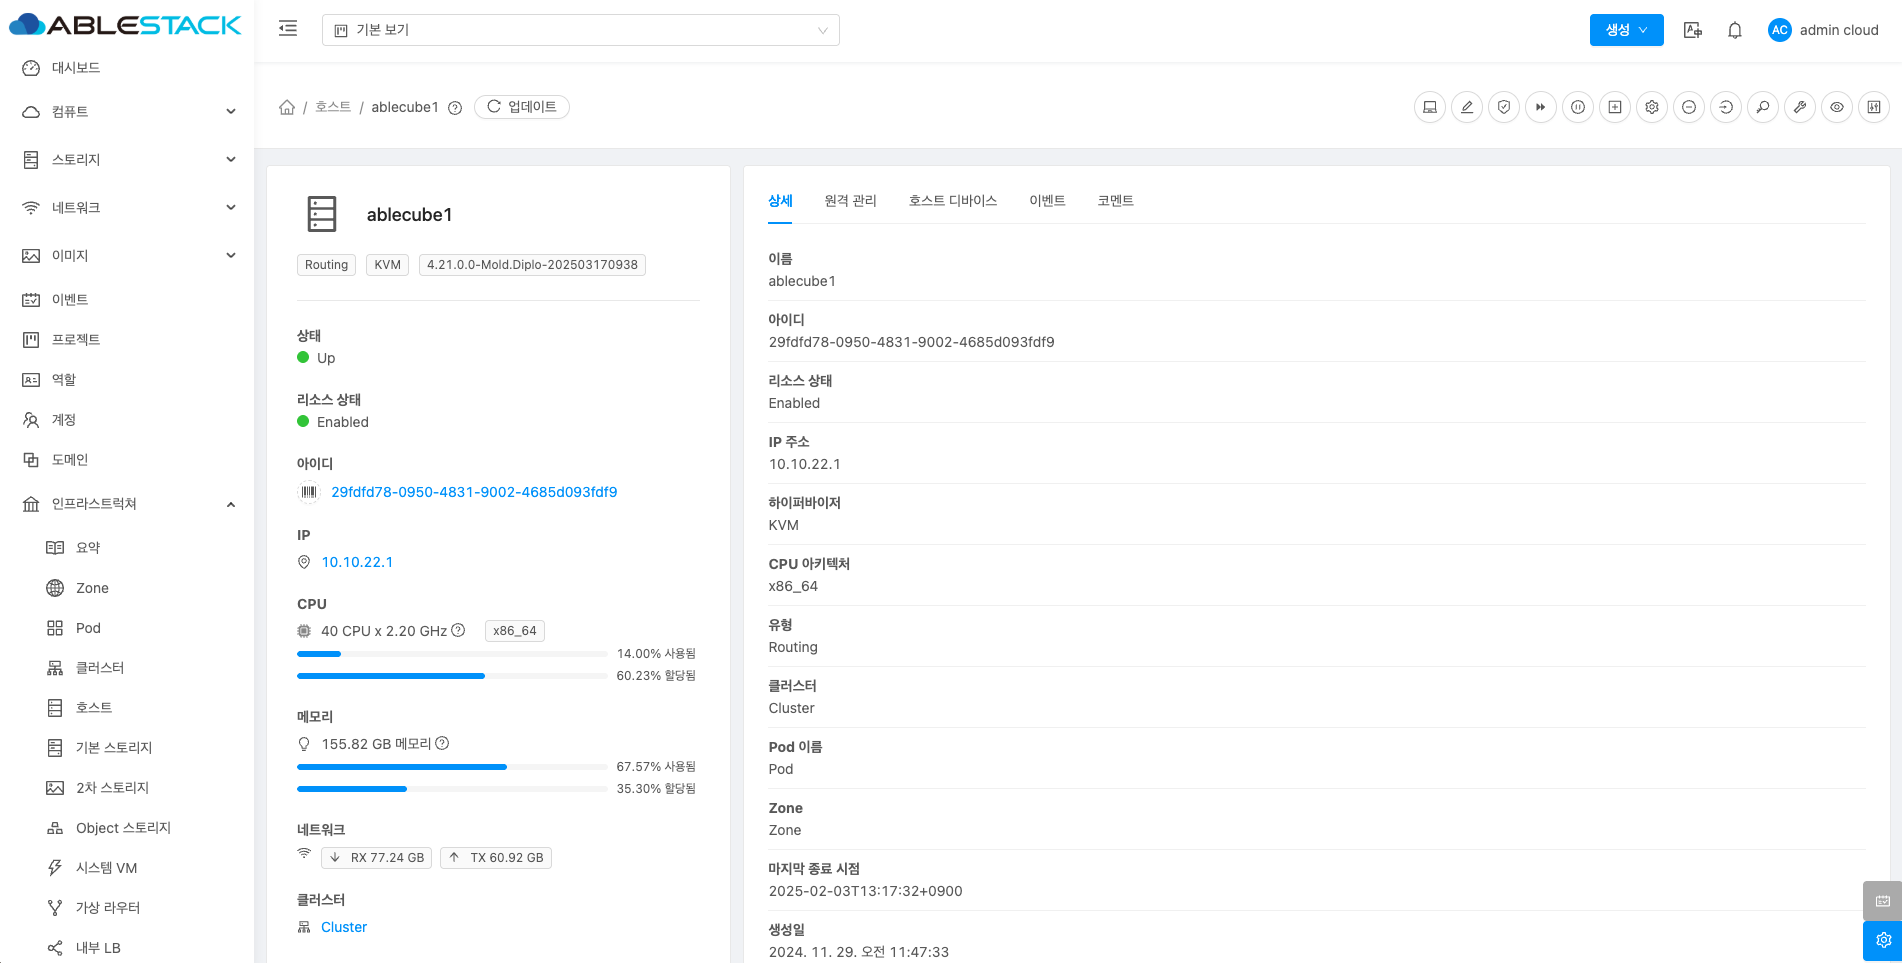 ABLESTACK
기본 보기
생성
AC
admin cloud
대시보드
컴퓨트
스토리지
네트워크
이미지
이벤트
프로젝트
역할
계정
도메인
인프라스트럭쳐
요약
Zone
Pod
클러스터
호스트
기본 스토리지
2차 스토리지
Object 스토리지
시스템 VM
가상 라우터
내부 LB
/ 호스트 / ablecube1
업데이트
ablecube1
Routing
KVM
4.21.0.0-Mold.Diplo-202503170938
상태
Up
리소스 상태
Enabled
아이디
29fdfd78-0950-4831-9002-4685d093fdf9
IP
10.10.22.1
CPU
40 CPU x 2.20 GHz
x86_64
14.00% 사용됨
60.23% 할당됨
메모리
155.82 GB 메모리
67.57% 사용됨
35.30% 할당됨
네트워크
RX 77.24 GB
TX 60.92 GB
클러스터
Cluster
상세
원격 관리
호스트 디바이스
이벤트
코멘트
이름
ablecube1
아이디
29fdfd78-0950-4831-9002-4685d093fdf9
리소스 상태
Enabled
IP 주소
10.10.22.1
하이퍼바이저
KVM
CPU 아키텍처
x86_64
유형
Routing
클러스터
Cluster
Pod 이름
Pod
Zone
Zone
마지막 종료 시점
2025-02-03T13:17:32+0900
생성일
2024. 11. 29. 오전 11:47:33